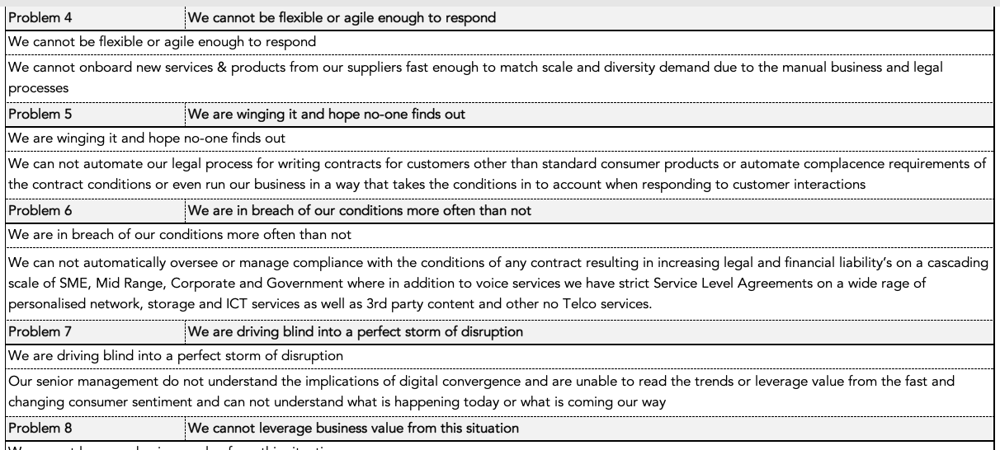 Problem 4 We cannot be flexible or agile enough to respond
We cannot be flexible or agile enough to respond
We cannot onboard new services & products from our suppliers fast enough to match scale and diversity demand due to the manual business and legal
processes
Problem 5 We are winging it and hope no-one finds out
We are winging it and hope no-one finds out
We can not automate our legal process for writing contracts for customers other than standard consumer products or automate complacence requirements of
the contract conditions or even run our business in a way that takes the conditions in to account when responding to customer interactions
Problem 6 We are in breach of our conditions more often than not
We are in breach of our conditions more often than not
We can not automatically oversee or manage compliance with the conditions of any contract resulting in increasing legal and financial liability's on a cascading
scale of SME, Mid Range, Corporate and Government where in addition to voice services we have strict Service Level Agreements on a wide rage of
personalised network, storage and ICT services as well as 3rd party content and other no Telco services.
Problem 7 We are driving blind into a perfect storm of disruption
We are driving blind into a perfect storm of disruption
Our senior management do not understand the implications of digital convergence and are unable to read the trends or leverage value from the fast and
changing consumer sentiment and can not understand what is happening today or what is coming our way
Problem 8 We cannot leverage business value from this situation